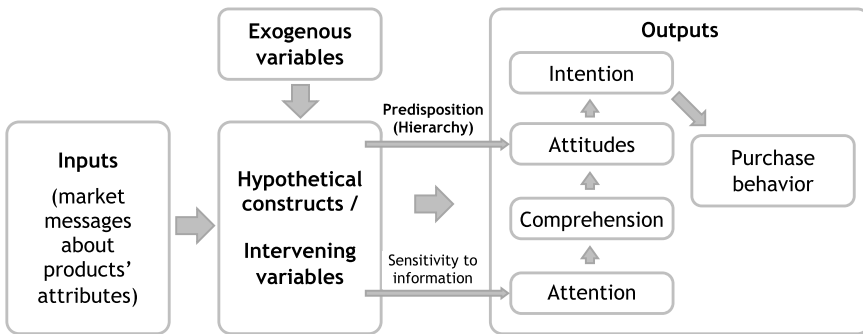 Exogenous
variables
Inputs
(market
messages
about
products’
attributes)
Hypothetical
constructs /
Intervening
variables
Predisposition
(Hierarchy)
Sensitivity to
information
Outputs
Intention
Attitudes
Comprehension
Attention
Purchase
behavior